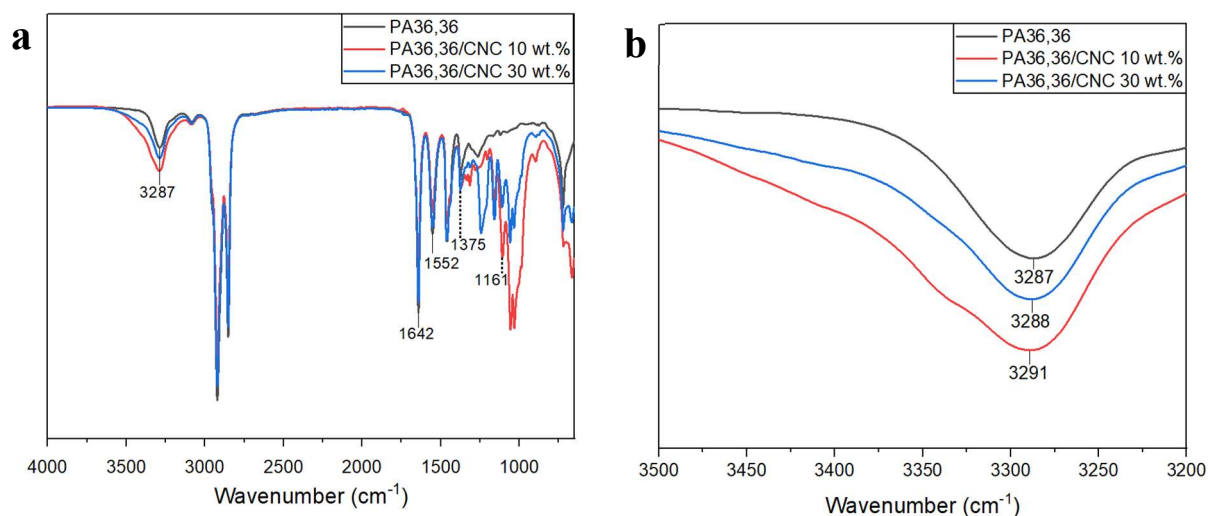 a
PA36,36
PA36,36/CNC 10 wt.%
PA36,36/CNC 30 wt.%
3287
1642
1552
1375
1161
4000 3500 3000 2500 2000 1500 1000
Wavenumber (cm⁻¹)
b
PA36,36
PA36,36/CNC 10 wt.%
PA36,36/CNC 30 wt.%
3287
3288
3291
3500 3450 3400 3350 3300 3250 3200
Wavenumber (cm⁻¹)